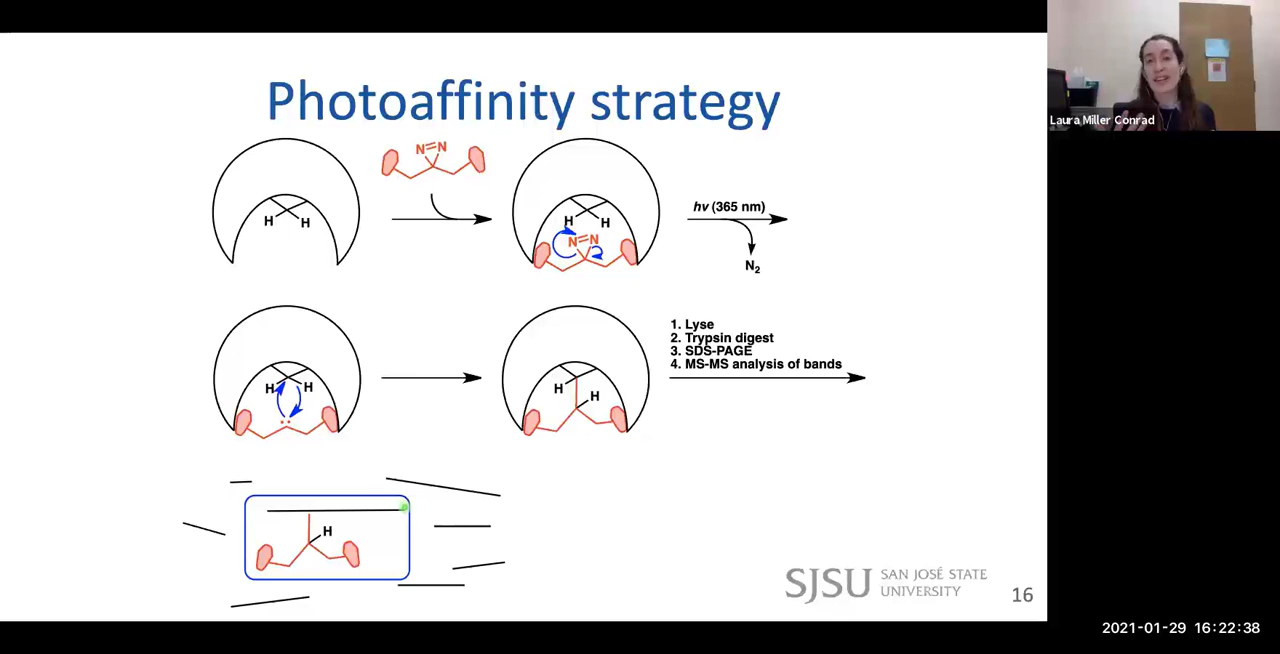 Photoaffinity strategy
Laura Miller Conrad
N=N
H H
H H
N=N
hv (365 nm)
N2
H H
H
H
1. Lyse
2. Trypsin digest
3. SDS-PAGE
4. MS-MS analysis of bands
H
SJSU SAN JOSÉ STATE
UNIVERSITY
16
2021-01-29 16:22:38